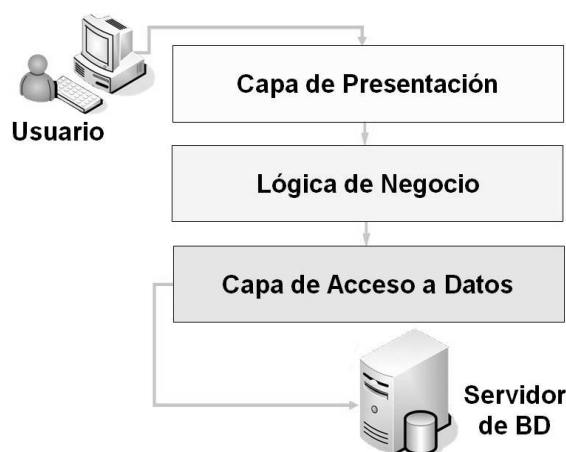 Usuario
Capa de Presentación
Lógica de Negocio
Capa de Acceso a Datos
Servidor
de BD